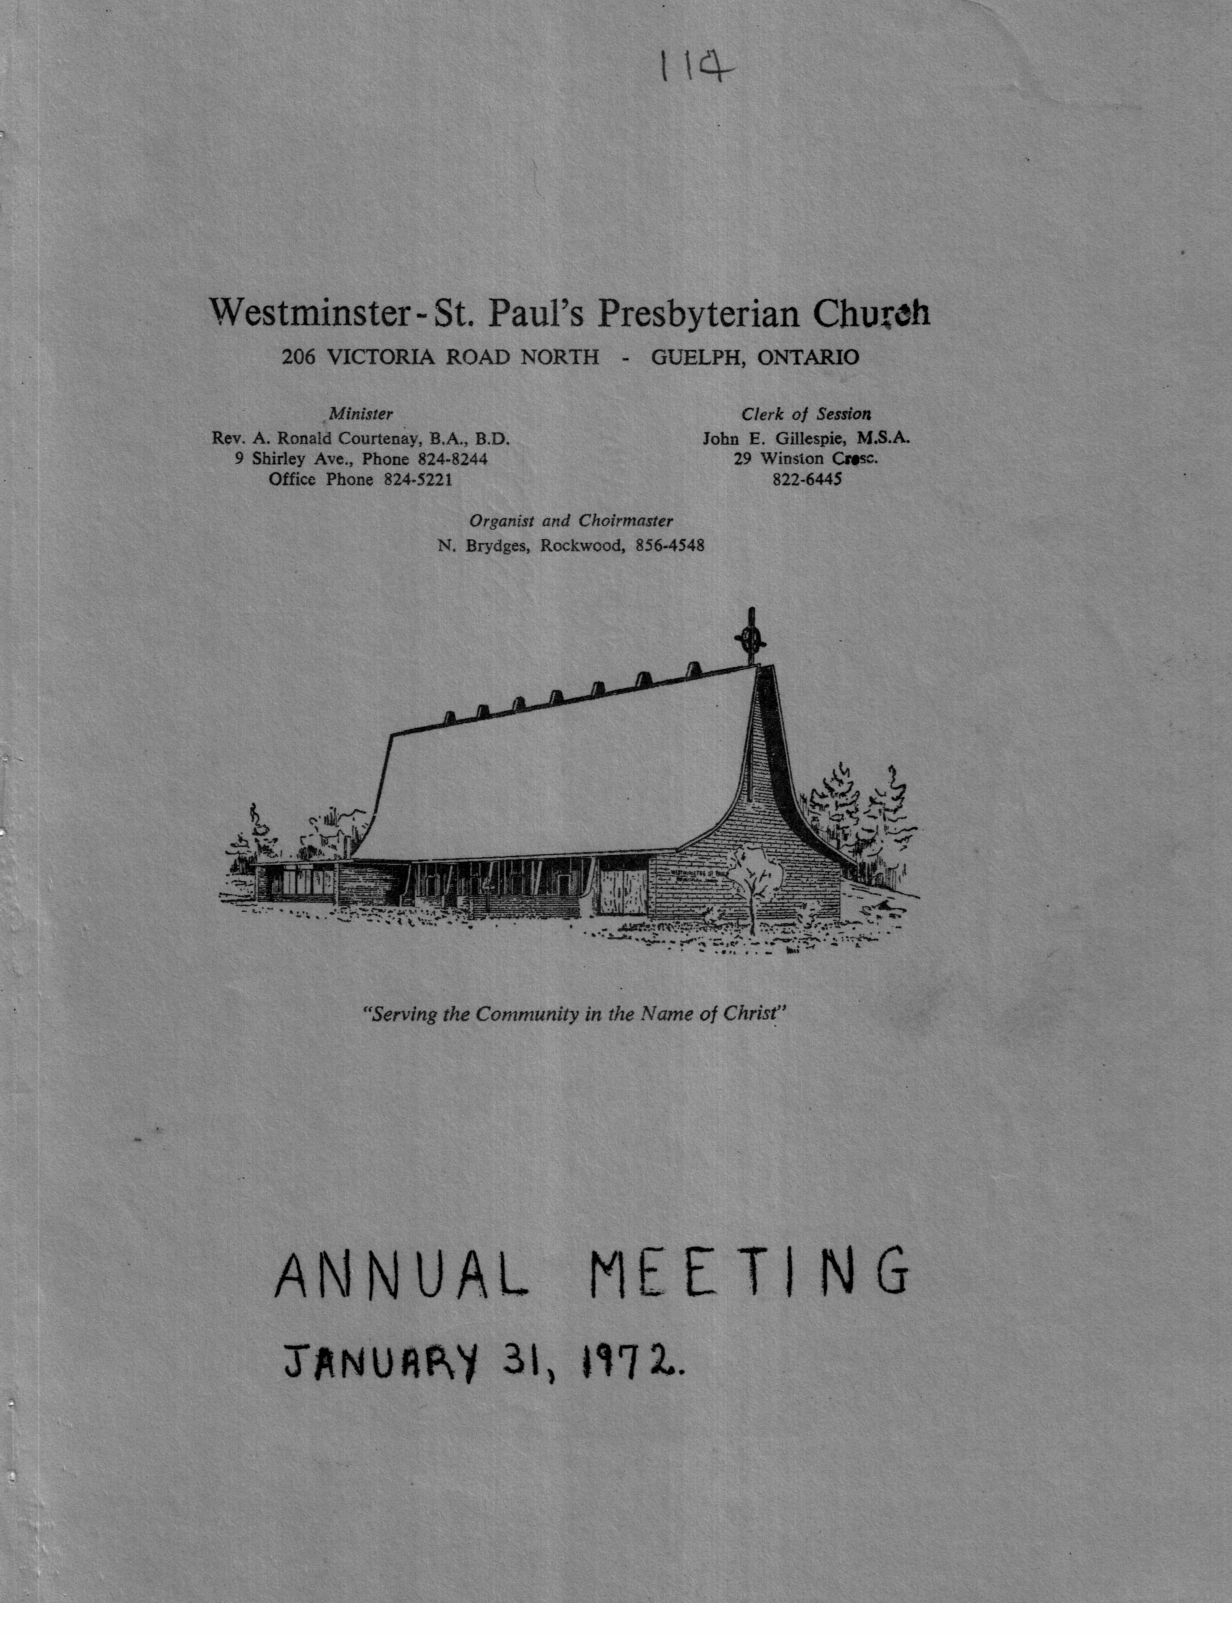 114
Westminster - St. Paul's Presbyterian Church
206 VICTORIA ROAD NORTH - GUELPH, ONTARIO
Minister
Rev. A. Ronald Courtenay, B.A., B.D.
9 Shirley Ave., Phone 824-8244
Office Phone 824-5221
Clerk of Session
John E. Gillespie, M.S.A.
29 Winston Cresc.
822-6445
Organist and Choirmaster
N. Brydges, Rockwood, 856-4548
"Serving the Community in the Name of Christ"
ANNUAL MEETING
JANUARY 31, 1972.